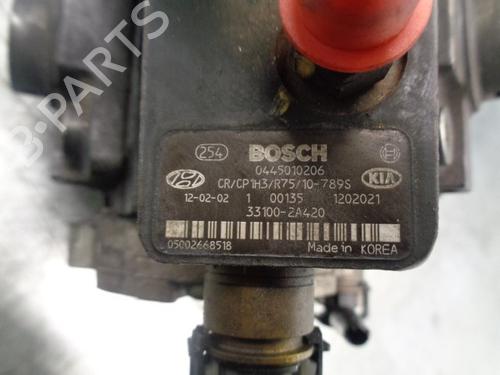 254 BOSCH
0445010206
CR/CP1H3/R75/10-789S
KIA
12-02-02 1 00135 1202021
33100-2A420
05002668518 Made in KOREA
B-PARTS